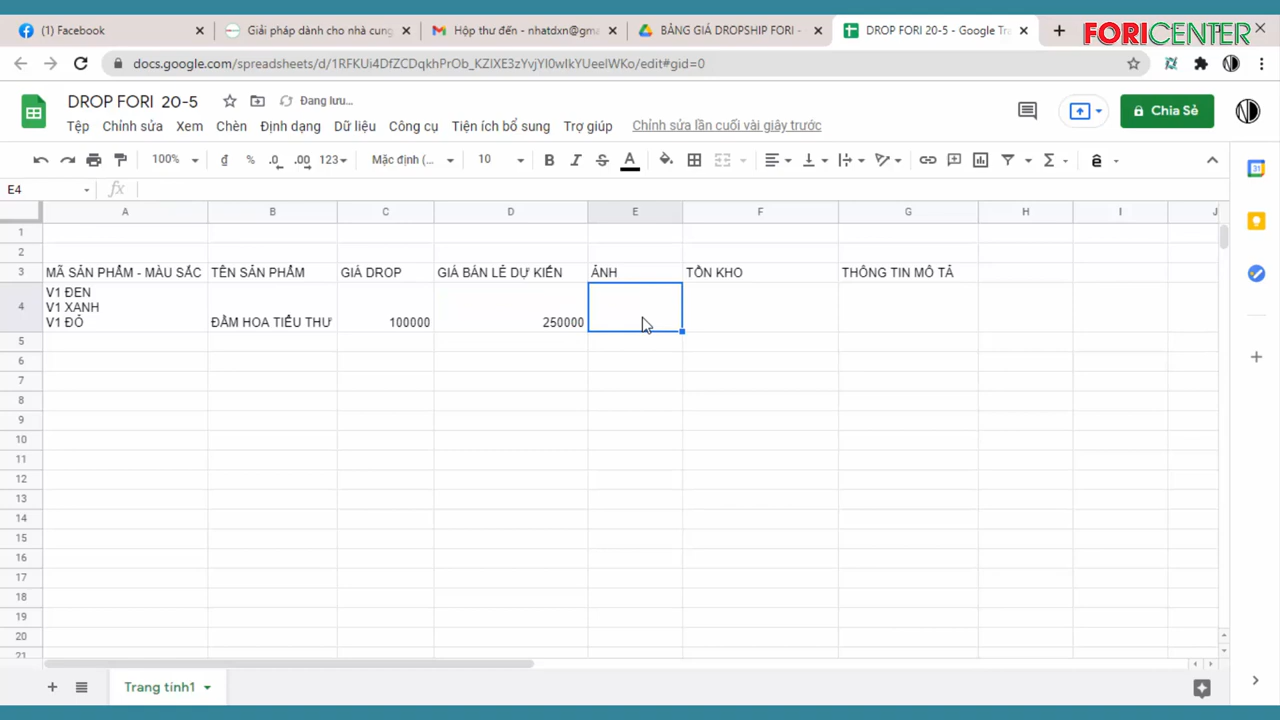 (1) Facebook
Giải pháp dành cho nhà cung
Hộp thư đến - nhatdxn@gma
BẢNG GIÁ DROPSHIP FORI -
DROP FORI 20-5 - Google Tra
FORICENTER
docs.google.com/spreadsheets/d/1RFKUi4DfZCDqkhPrOb_KZIXE3zYvjYI0wIkYUeelWKo/edit#gid=0
DROP FORI 20-5
Đang lưu...
Chia Sẻ
Tệp Chỉnh sửa Xem Chèn Định dạng Dữ liệu Công cụ Tiện ích bổ sung Trợ giúp Chỉnh sửa lần cuối vài giây trước
100% đ % .0 .00 123 Mặc định (... 10 B I S A Σ ê
E4 fx
A B C D E F G H I J
1
2
3 MÃ SẢN PHẨM - MÀU SẮC TÊN SẢN PHẨM GIÁ DROP GIÁ BÁN LẺ DỰ KIẾN ẢNH TỒN KHO THÔNG TIN MÔ TẢ
V1 ĐEN
4 V1 XANH
V1 ĐỎ ĐẦM HOA TIỂU THƯ 100000 250000
5
6
7
8
9
10
11
12
13
14
15
16
17
18
19
20
21
Trang tính1
31